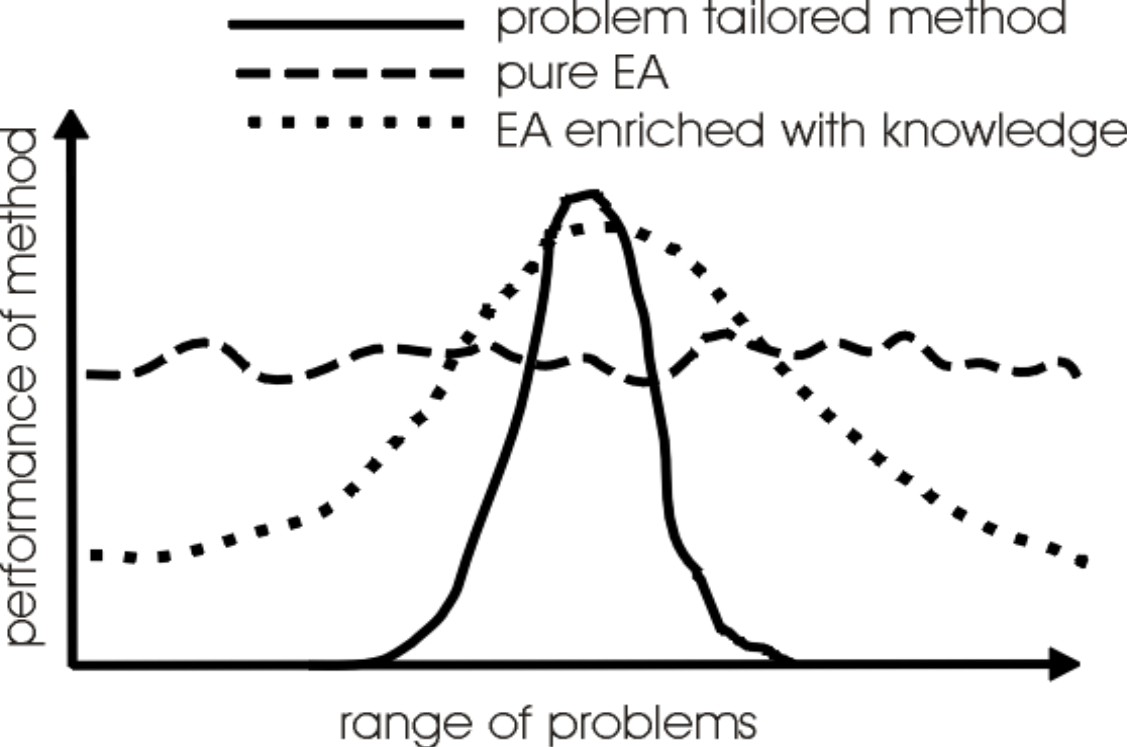 problem tailored method
pure EA
EA enriched with knowledge
performance of method
range of problems